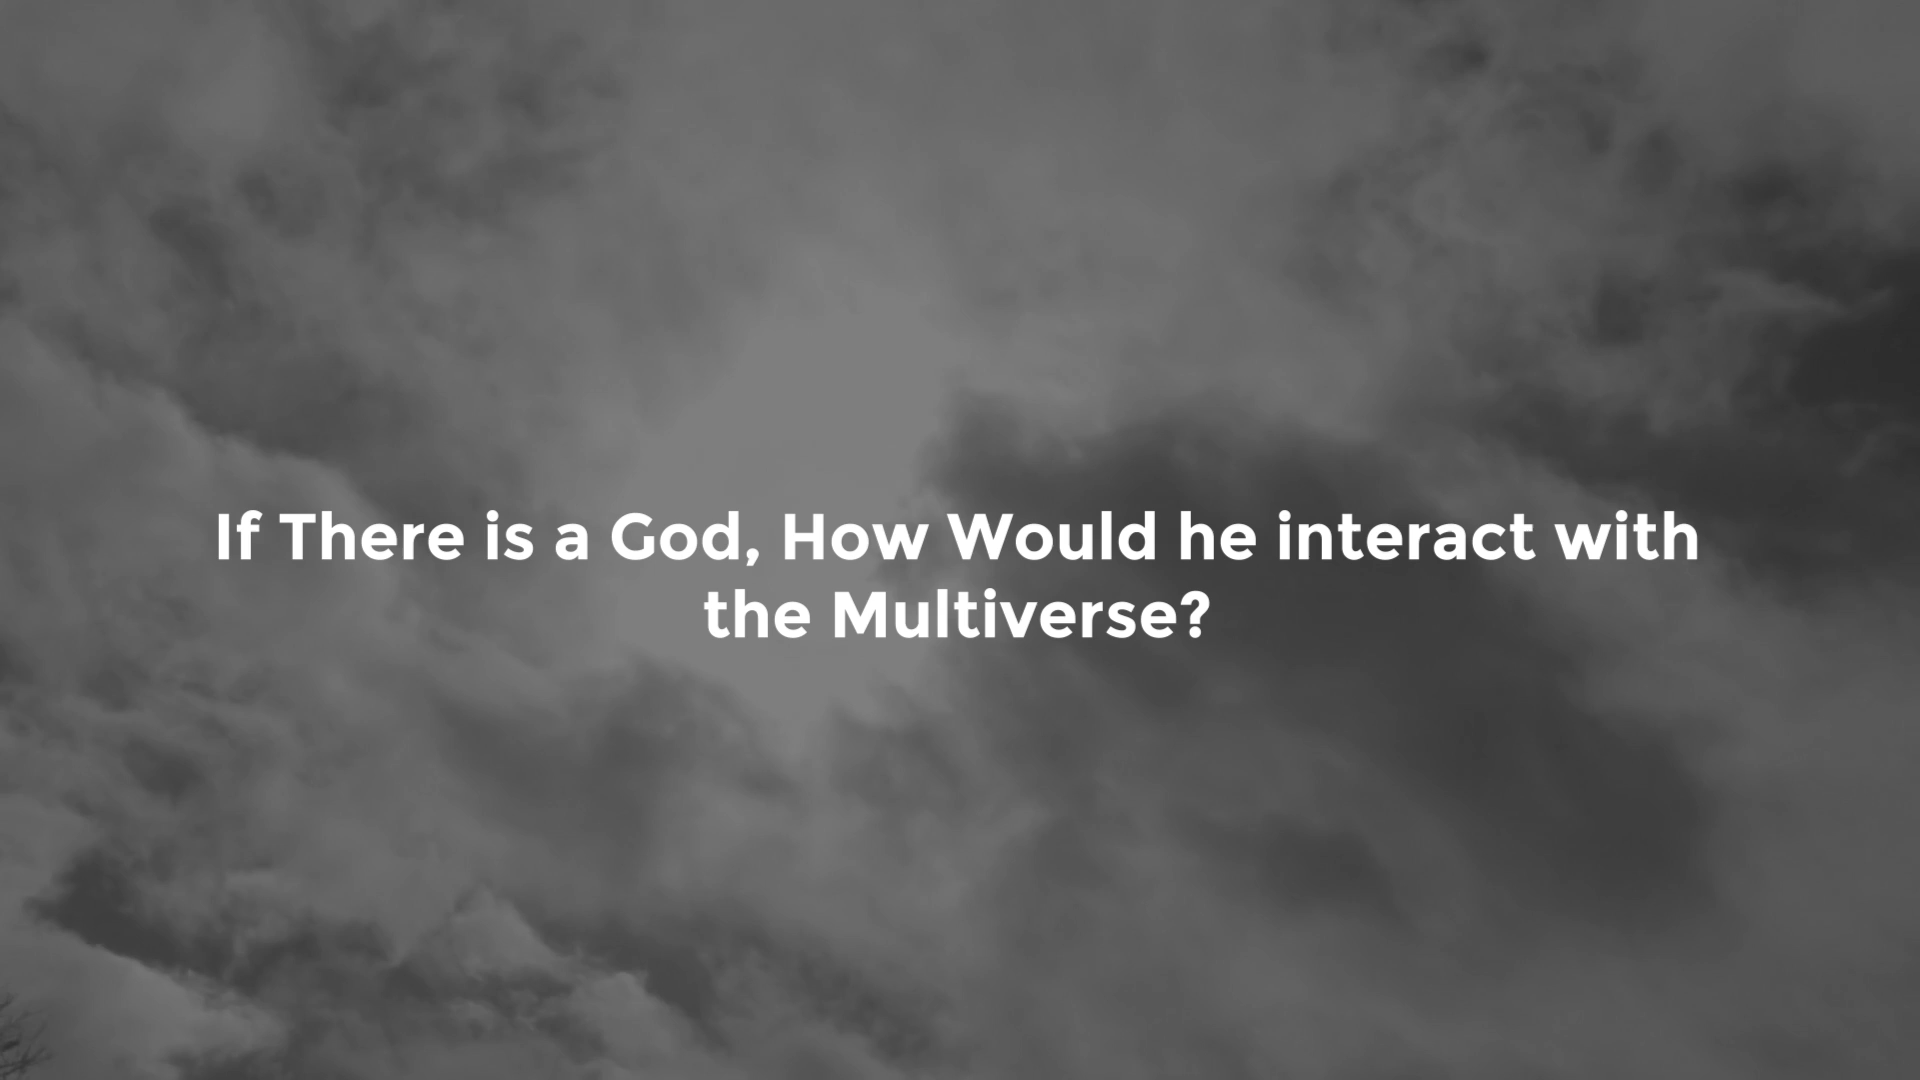 If There is a God, How Would he interact with
the Multiverse?